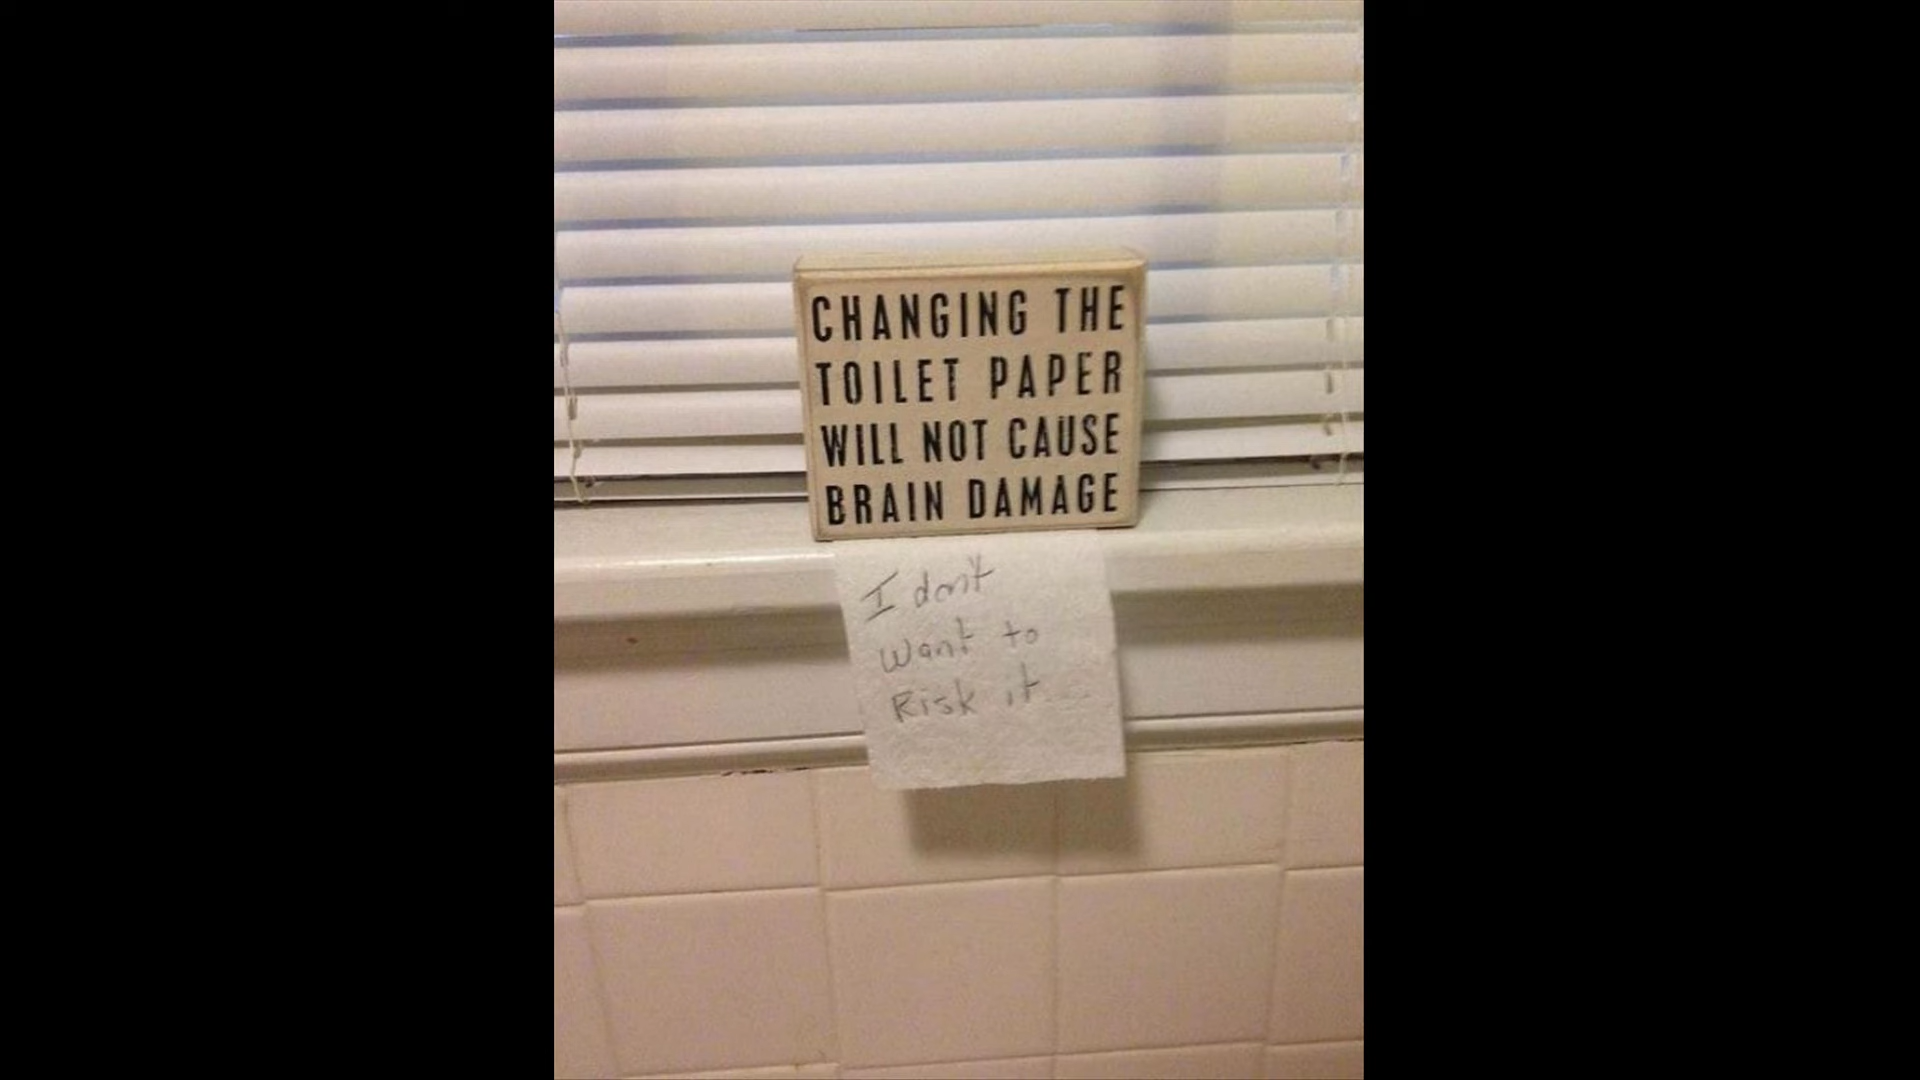 CHANGING THE
TOILET PAPER
WILL NOT CAUSE
BRAIN DAMAGE
I don't
want to
Risk it